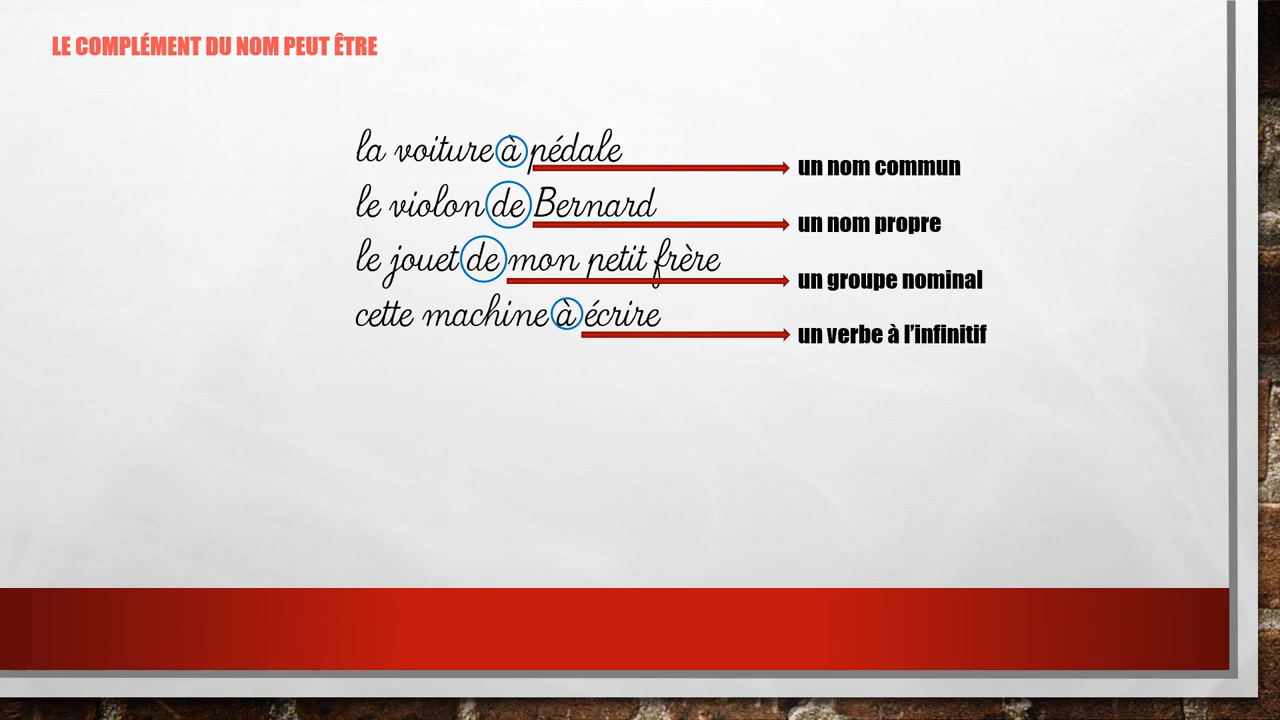 LE COMPLÉMENT DU NOM PEUT ÊTRE
la voiture à pédale
un nom commun
le violon de Bernard
un nom propre
le jouet de mon petit frère
un groupe nominal
cette machine à écrire
un verbe à l'infinitif